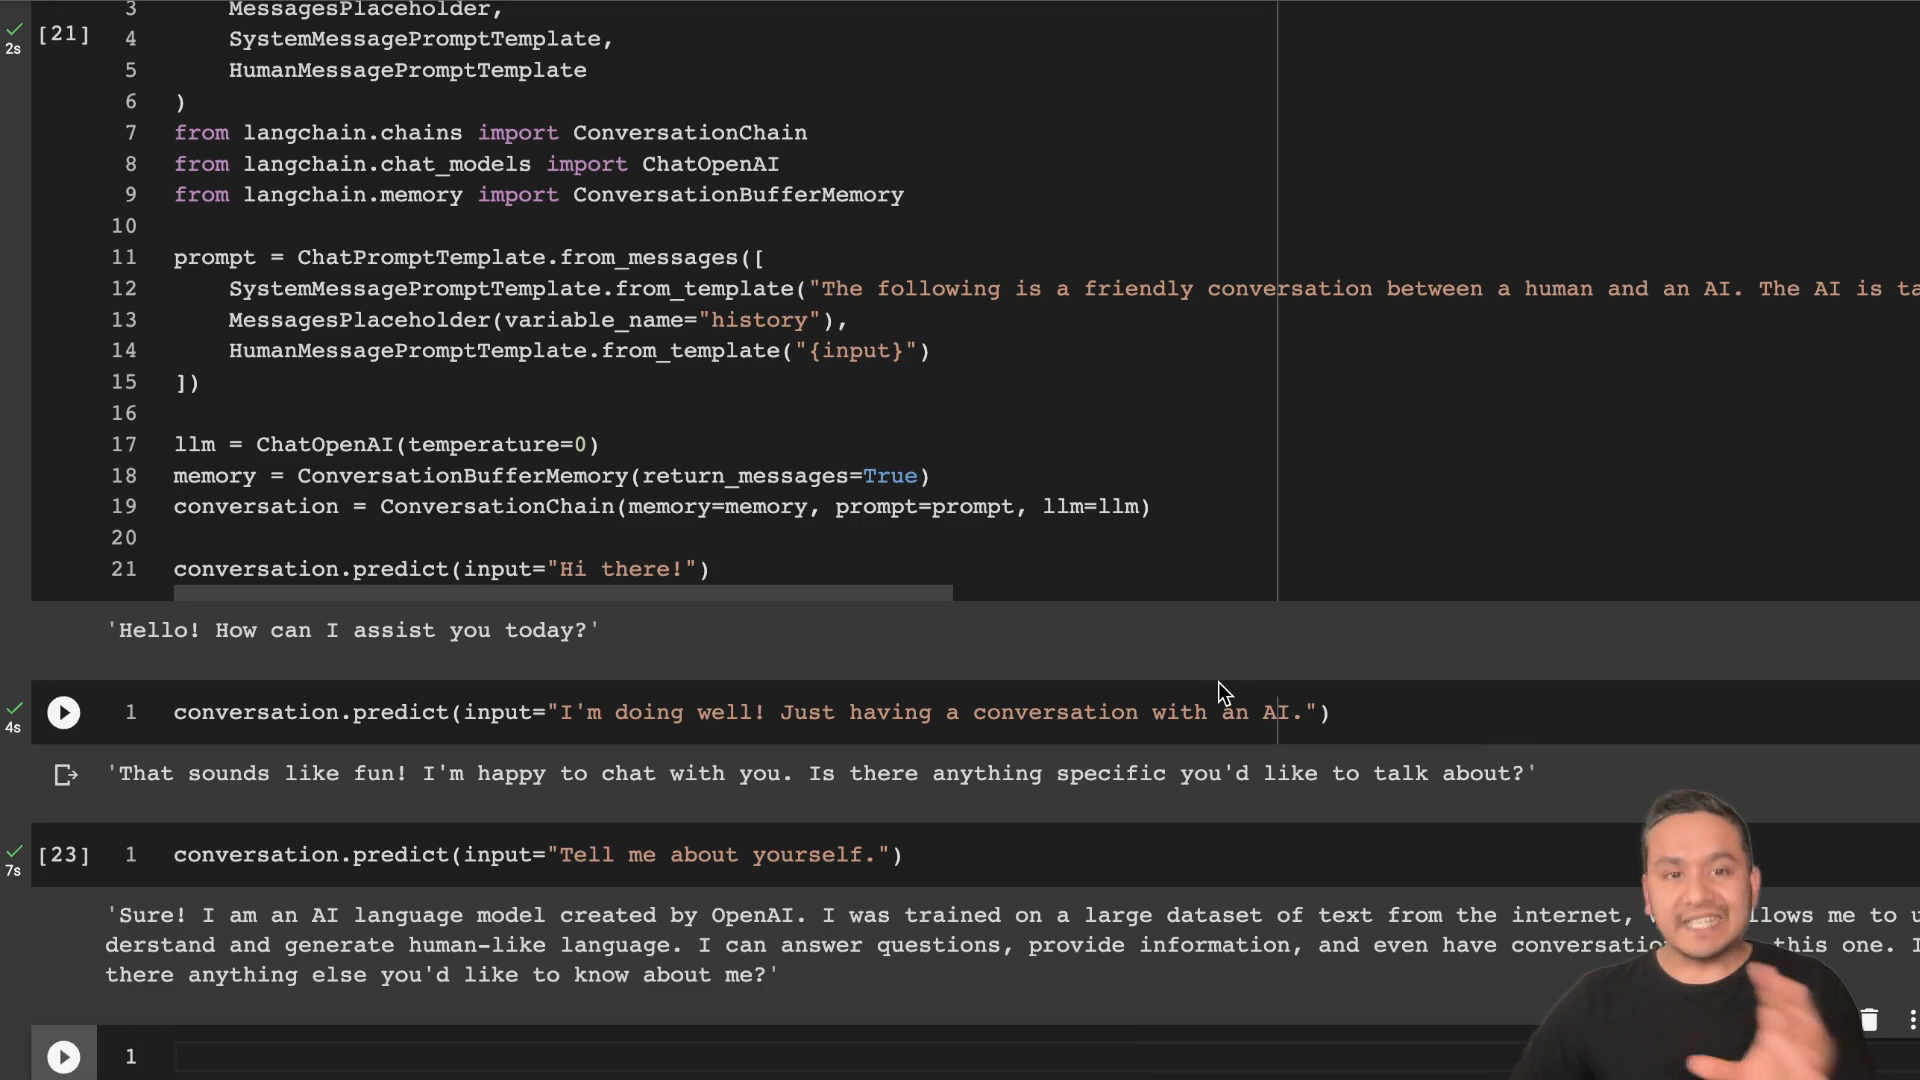 3 MessagesPlaceholder,
[21] 4 SystemMessagePromptTemplate,
2s
5 HumanMessagePromptTemplate
6 )
7 from langchain.chains import ConversationChain
8 from langchain.chat_models import ChatOpenAI
9 from langchain.memory import ConversationBufferMemory
10
11 prompt = ChatPromptTemplate.from_messages([
12 SystemMessagePromptTemplate.from_template("The following is a friendly conversation between a human and an AI. The AI is ta
13 MessagesPlaceholder(variable_name="history"),
14 HumanMessagePromptTemplate.from_template("{input}")
15 ])
16
17 llm = ChatOpenAI(temperature=0)
18 memory = ConversationBufferMemory(return_messages=True)
19 conversation = ConversationChain(memory=memory, prompt=prompt, llm=llm)
20
21 conversation.predict(input="Hi there!")
'Hello! How can I assist you today?'
1 conversation.predict(input="I'm doing well! Just having a conversation with an AI.")
4s
'That sounds like fun! I'm happy to chat with you. Is there anything specific you'd like to talk about?'
[23] 1 conversation.predict(input="Tell me about yourself.")
7s
'Sure! I am an AI language model created by OpenAI. I was trained on a large dataset of text from the internet, llows me to u
derstand and generate human-like language. I can answer questions, provide information, and even have conversatio this one. I
there anything else you'd like to know about me?'
1